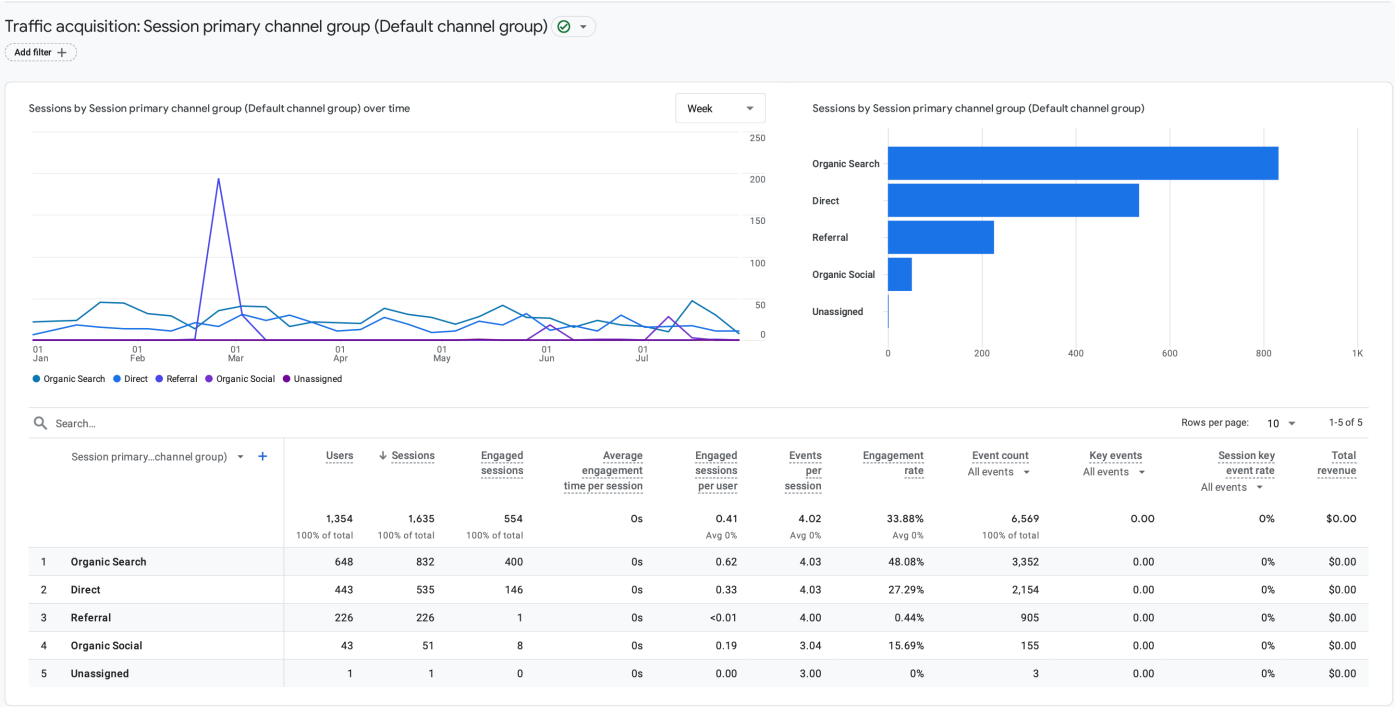 Traffic acquisition: Session primary channel group (Default channel group)
Add filter
Sessions by Session primary channel group (Default channel group) over time
Week
250
200
150
100
50
0
01 Jan
01 Feb
01 Mar
01 Apr
01 May
01 Jun
01 Jul
Organic Search Direct Referral Organic Social Unassigned
Sessions by Session primary channel group (Default channel group)
Organic Search
Direct
Referral
Organic Social
Unassigned
0 200 400 600 800 1K
Search...
Rows per page: 10 1-5 of 5
Session primary...channel group) +
Users
Sessions
Engaged sessions
Average engagement time per session
Engaged sessions per user
Events per session
Engagement rate
Event count All events
Key events All events
Session key event rate All events
Total revenue
1,354 1,635 554 0s 0.41 4.02 33.88% 6,569 0.00 0% $0.00
100% of total 100% of total 100% of total Avg 0% Avg 0% Avg 0% 100% of total
1 Organic Search 648 832 400 0s 0.62 4.03 48.08% 3,352 0.00 0% $0.00
2 Direct 443 535 146 0s 0.33 4.03 27.29% 2,154 0.00 0% $0.00
3 Referral 226 226 1 0s <0.01 4.00 0.44% 905 0.00 0% $0.00
4 Organic Social 43 51 8 0s 0.19 3.04 15.69% 155 0.00 0% $0.00
5 Unassigned 1 1 0 0s 0.00 3.00 0% 3 0.00 0% $0.00